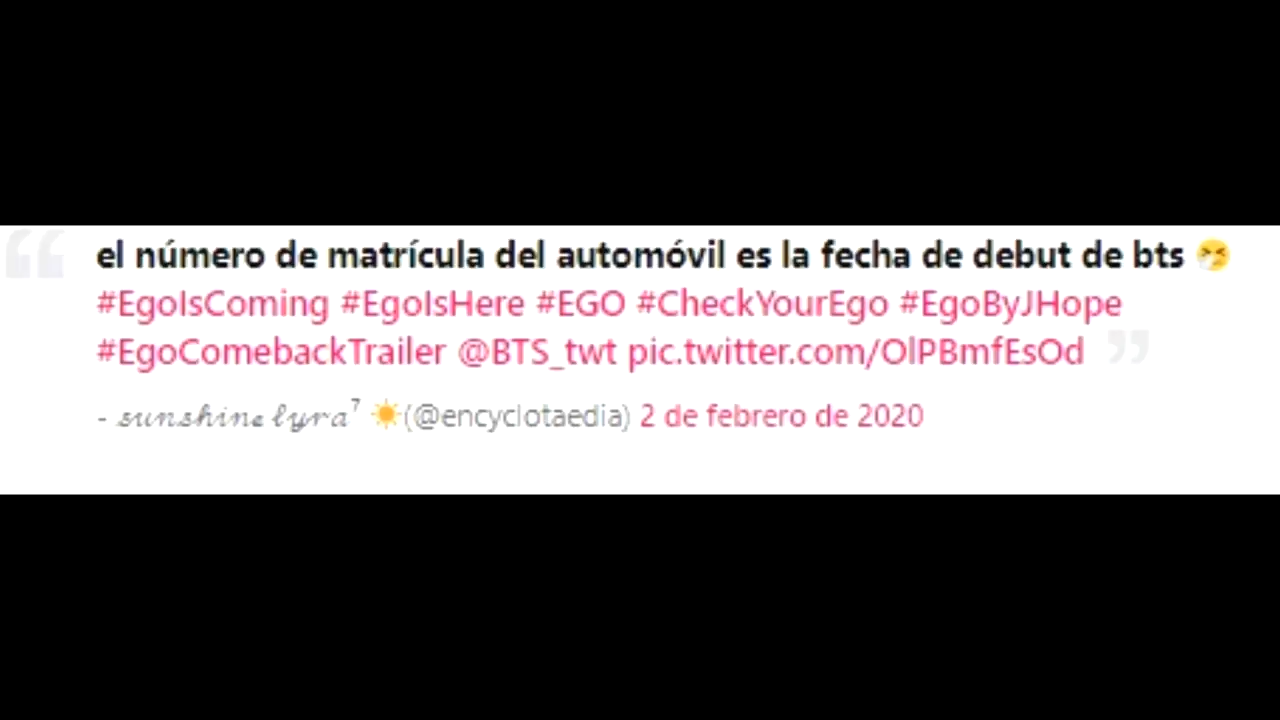 “ el número de matrícula del automóvil es la fecha de debut de bts 🤧
#EgoIsComing #EgoIsHere #EGO #CheckYourEgo #EgoByJHope
#EgoComebackTrailer @BTS_twt pic.twitter.com/OlPBmfEsOd ”
- 𝓼𝓾𝓷𝓼𝓱𝓲𝓷𝓮 𝓵𝔂𝓻𝓪⁷ ☀️(@encyclotaedia) 2 de febrero de 2020